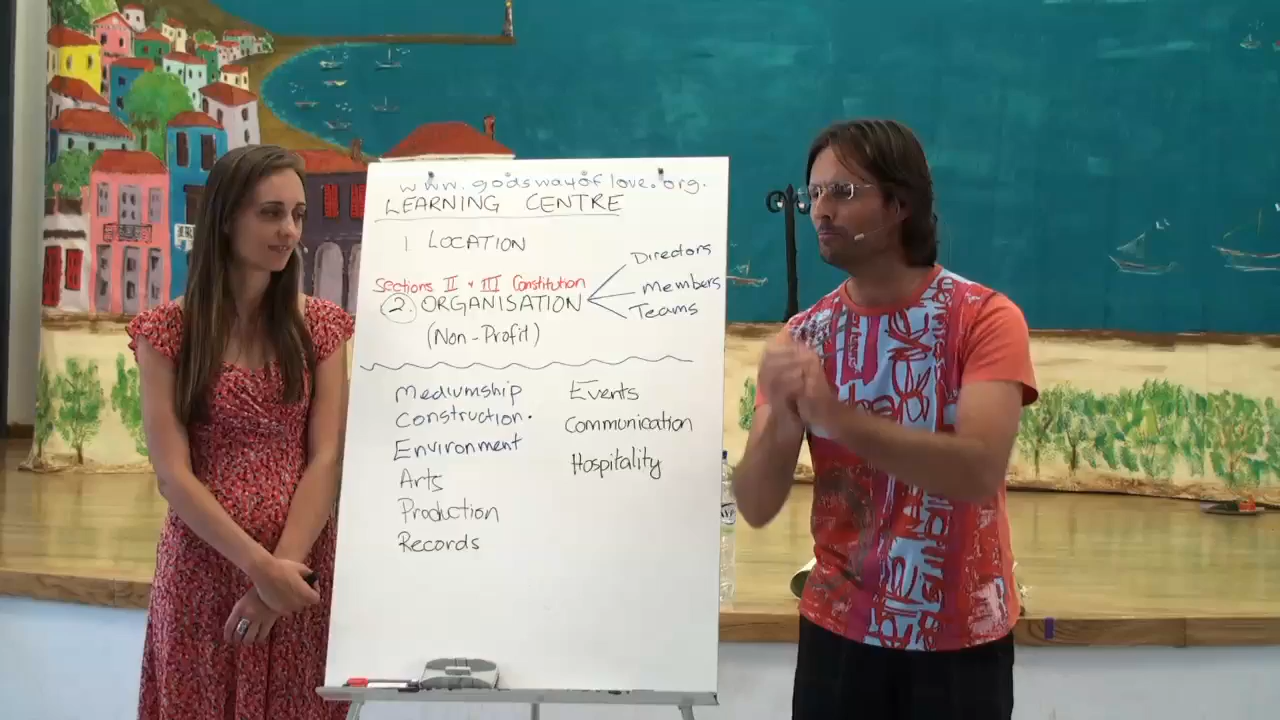 www.godswayoflove.org.
LEARNING CENTRE
1 LOCATION
Sections II + III Constitution
2. ORGANISATION
(Non-Profit)
Directors
Members
Teams
Mediumship
Construction.
Environment
Arts
Production
Records
Events
Communication
Hospitality